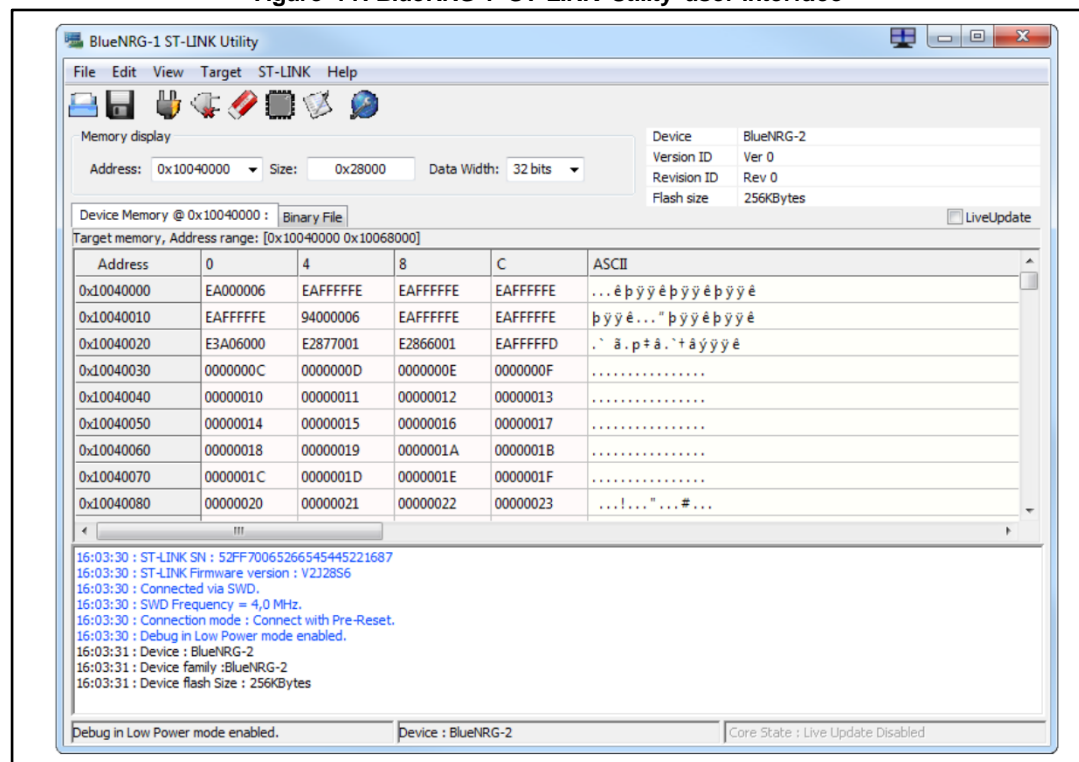 BlueNRG-1 ST-LINK Utility
File Edit View Target ST-LINK Help
Memory display
Address: 0x10040000 Size: 0x28000 Data Width: 32 bits
Device BlueNRG-2
Version ID Ver 0
Revision ID Rev 0
Flash size 256KBytes
Device Memory @ 0x10040000 : Binary File LiveUpdate
Target memory, Address range: [0x10040000 0x10068000]
Address 0 4 8 C ASCII
0x10040000 EA000006 EAFFFFFE EAFFFFFE EAFFFFFE ...êþÿÿêþÿÿêþÿÿê
0x10040010 EAFFFFFE 94000006 EAFFFFFE EAFFFFFE þÿÿê..."þÿÿêþÿÿê
0x10040020 E3A06000 E2877001 E2866001 EAFFFFFD .` ã.p‡â.`†âýÿÿê
0x10040030 0000000C 0000000D 0000000E 0000000F ................
0x10040040 00000010 00000011 00000012 00000013 ................
0x10040050 00000014 00000015 00000016 00000017 ................
0x10040060 00000018 00000019 0000001A 0000001B ................
0x10040070 0000001C 0000001D 0000001E 0000001F ................
0x10040080 00000020 00000021 00000022 00000023 ...!..."...#...
16:03:30 : ST-LINK SN : 52FF70065266545445221687
16:03:30 : ST-LINK Firmware version : V2J28S6
16:03:30 : Connected via SWD.
16:03:30 : SWD Frequency = 4,0 MHz.
16:03:30 : Connection mode : Connect with Pre-Reset.
16:03:30 : Debug in Low Power mode enabled.
16:03:31 : Device : BlueNRG-2
16:03:31 : Device family :BlueNRG-2
16:03:31 : Device flash Size : 256KBytes
Debug in Low Power mode enabled. Device : BlueNRG-2 Core State : Live Update Disabled